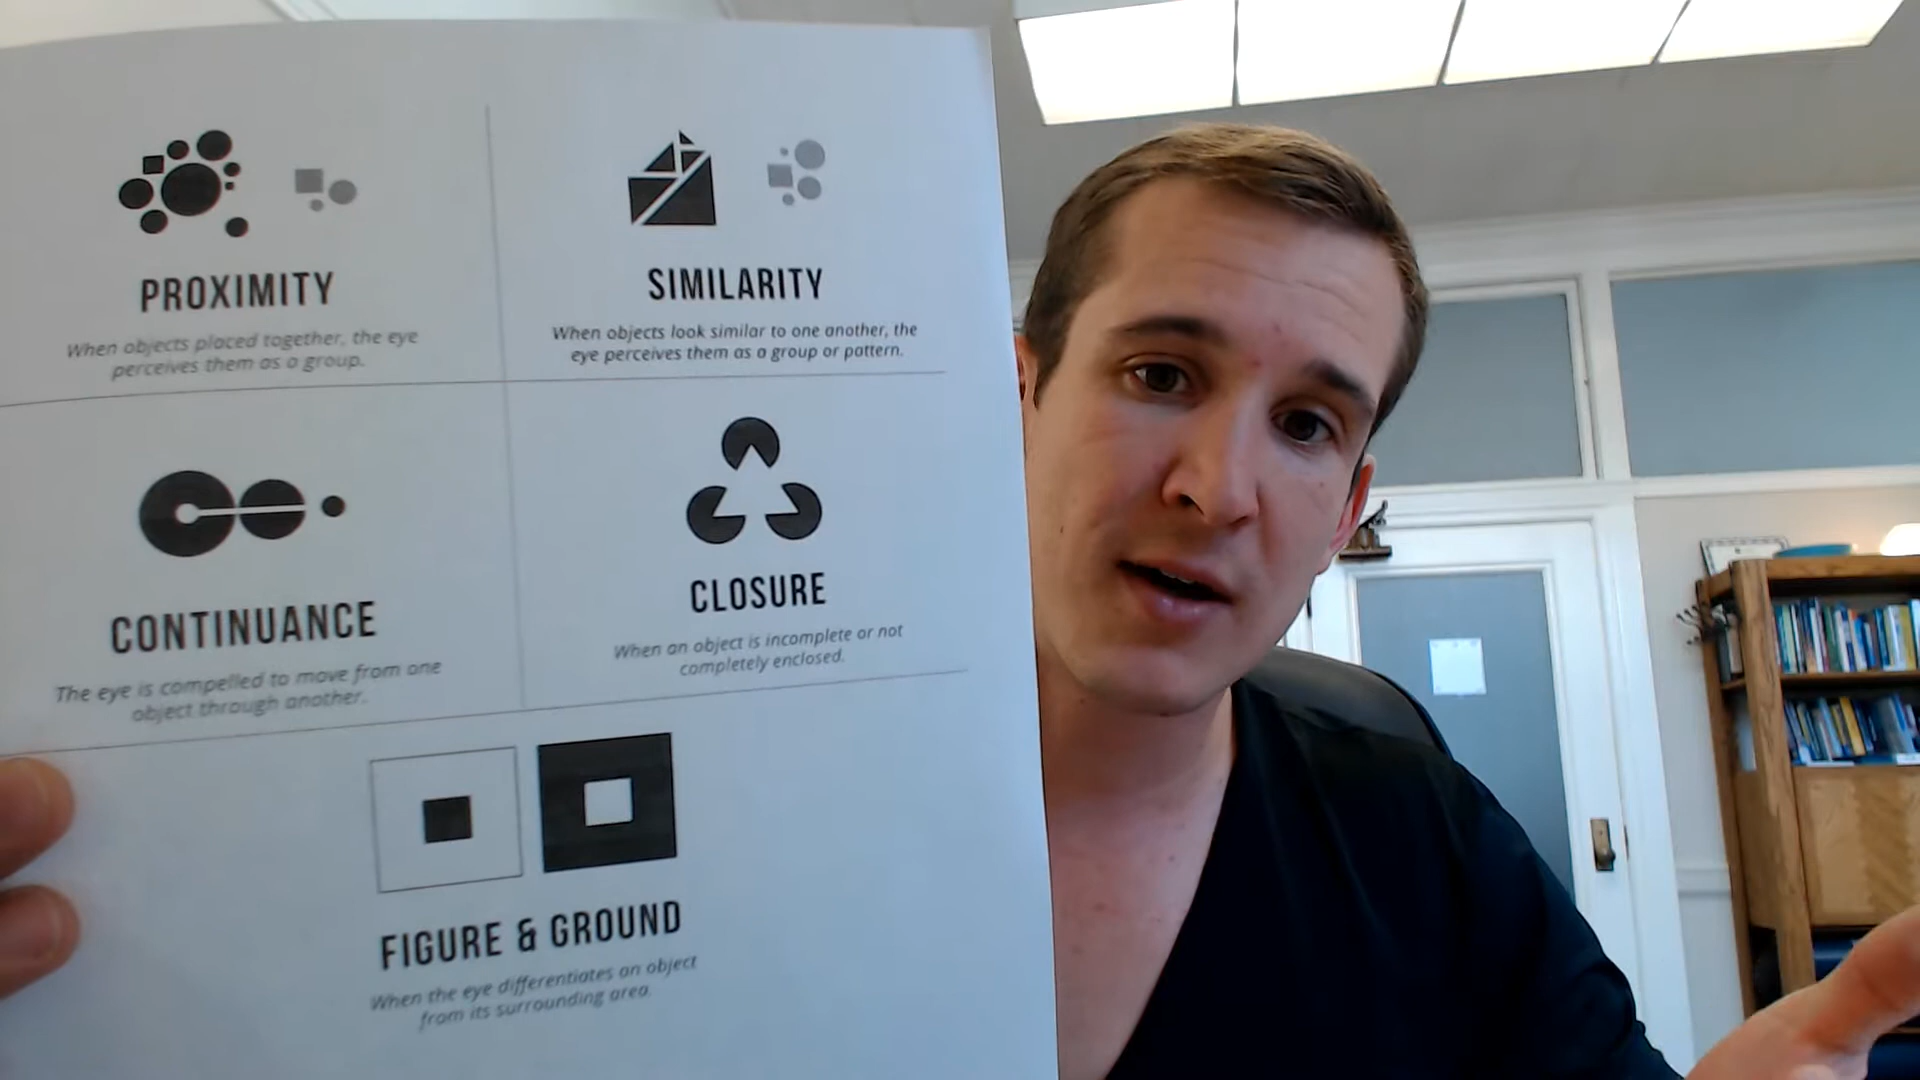 PROXIMITY
When objects placed together, the eye
perceives them as a group.
SIMILARITY
When objects look similar to one another, the
eye perceives them as a group or pattern.
CONTINUANCE
The eye is compelled to move from one
object through another.
CLOSURE
When an object is incomplete or not
completely enclosed.
FIGURE & GROUND
When the eye differentiates an object
from its surrounding area.